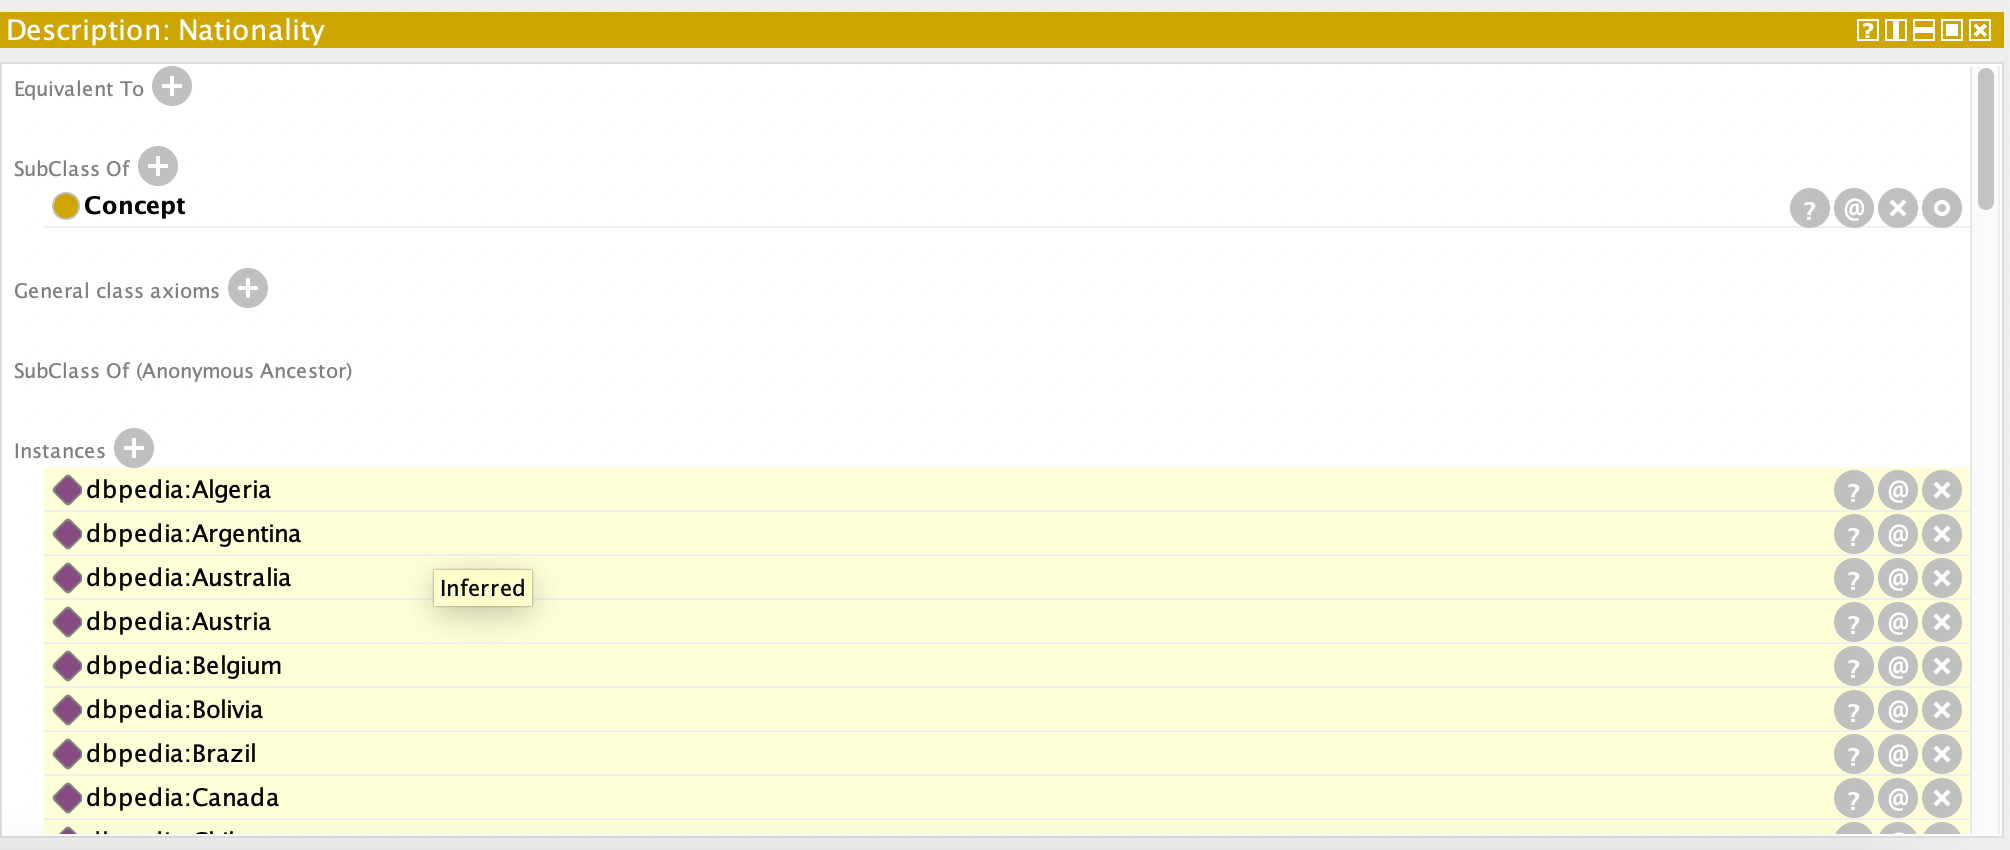 Description: Nationality
Equivalent To
SubClass Of
Concept
General class axioms
SubClass Of (Anonymous Ancestor)
Instances
dbpedia:Algeria
dbpedia:Argentina
dbpedia:Australia
Inferred
dbpedia:Austria
dbpedia:Belgium
dbpedia:Bolivia
dbpedia:Brazil
dbpedia:Canada